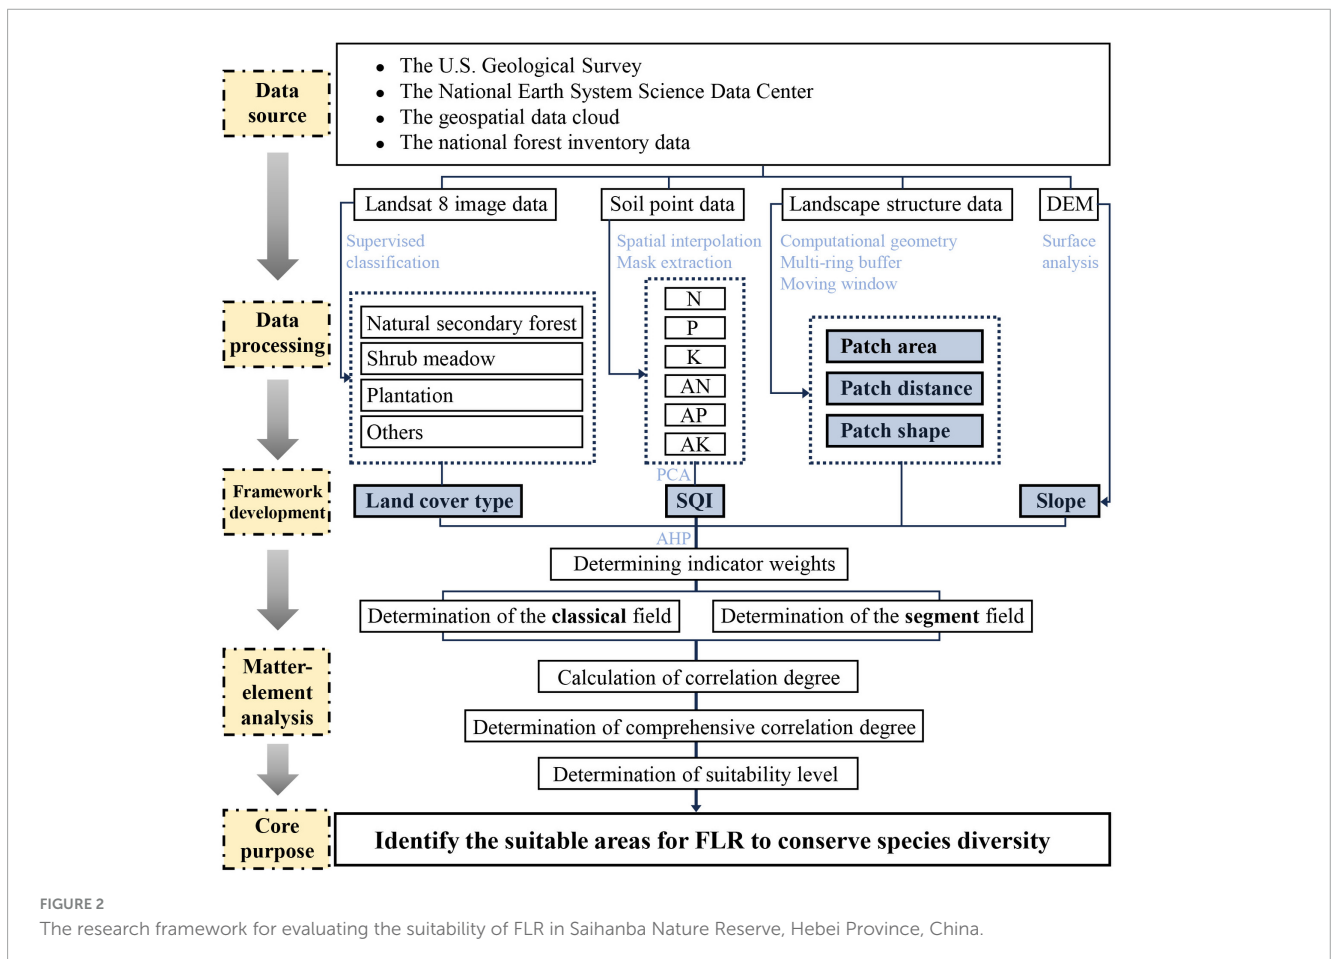 Data
source
• The U.S. Geological Survey
• The National Earth System Science Data Center
• The geospatial data cloud
• The national forest inventory data
Landsat 8 image data
Soil point data
Landscape structure data
DEM
Supervised
classification
Spatial interpolation
Mask extraction
Computational geometry
Multi-ring buffer
Moving window
Surface
analysis
Data
processing
Natural secondary forest
Shrub meadow
Plantation
Others
N
P
K
AN
AP
AK
Patch area
Patch distance
Patch shape
PCA
Framework
development
Land cover type
SQI
Slope
AHP
Determining indicator weights
Determination of the classical field
Determination of the segment field
Matter-
element
analysis
Calculation of correlation degree
Determination of comprehensive correlation degree
Determination of suitability level
Core
purpose
Identify the suitable areas for FLR to conserve species diversity
FIGURE 2
The research framework for evaluating the suitability of FLR in Saihanba Nature Reserve, Hebei Province, China.